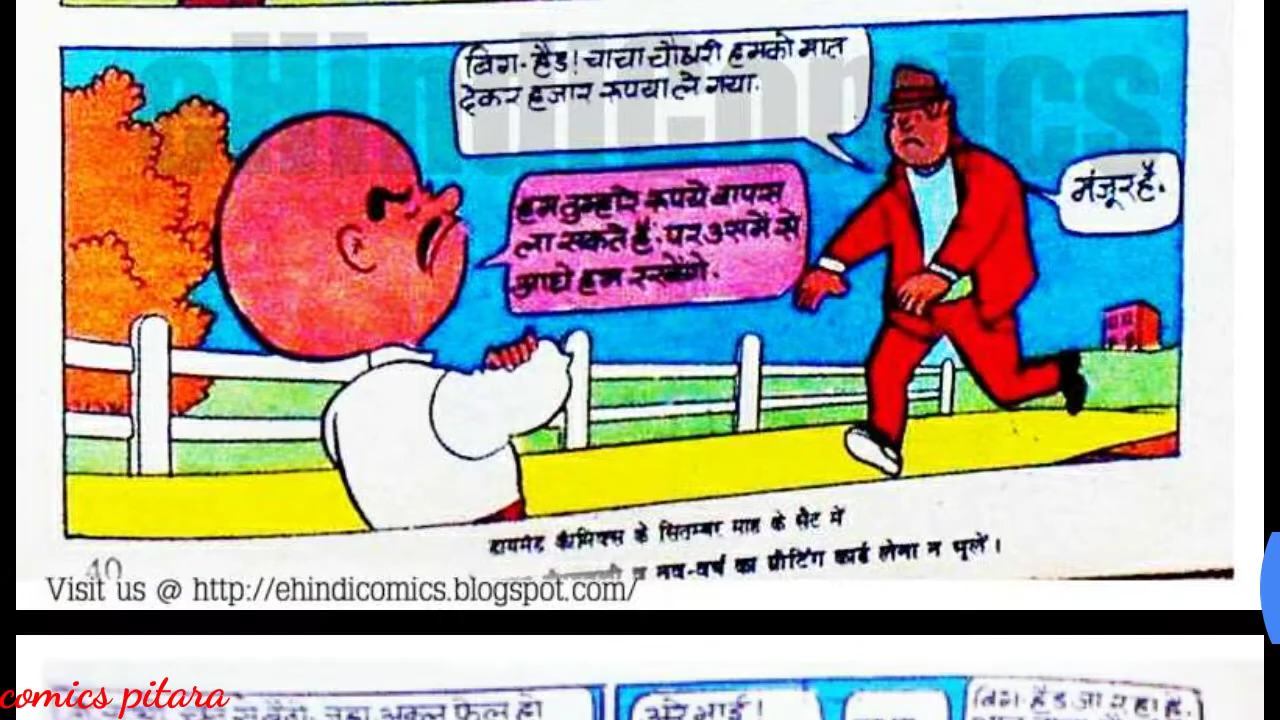 eHindiComics
बिग-हैड! चाचा चौधरी हमको मात
देकर हजार रूपया ले गया.
हम तुम्हारे रूपये वापस
ला सकते हैं. पर उसमें से
आधे हम रखेंगे.
मंजूर है.
डायमंड कॉमिक्स के सितम्बर माह के सैट में
व नव-वर्ष का ग्रीटिंग कार्ड लेना न भूलें।
40
Visit us @ http://ehindicomics.blogspot.com/
comics pitara
अरे भाई!
बिग-हैड आ रहा है.